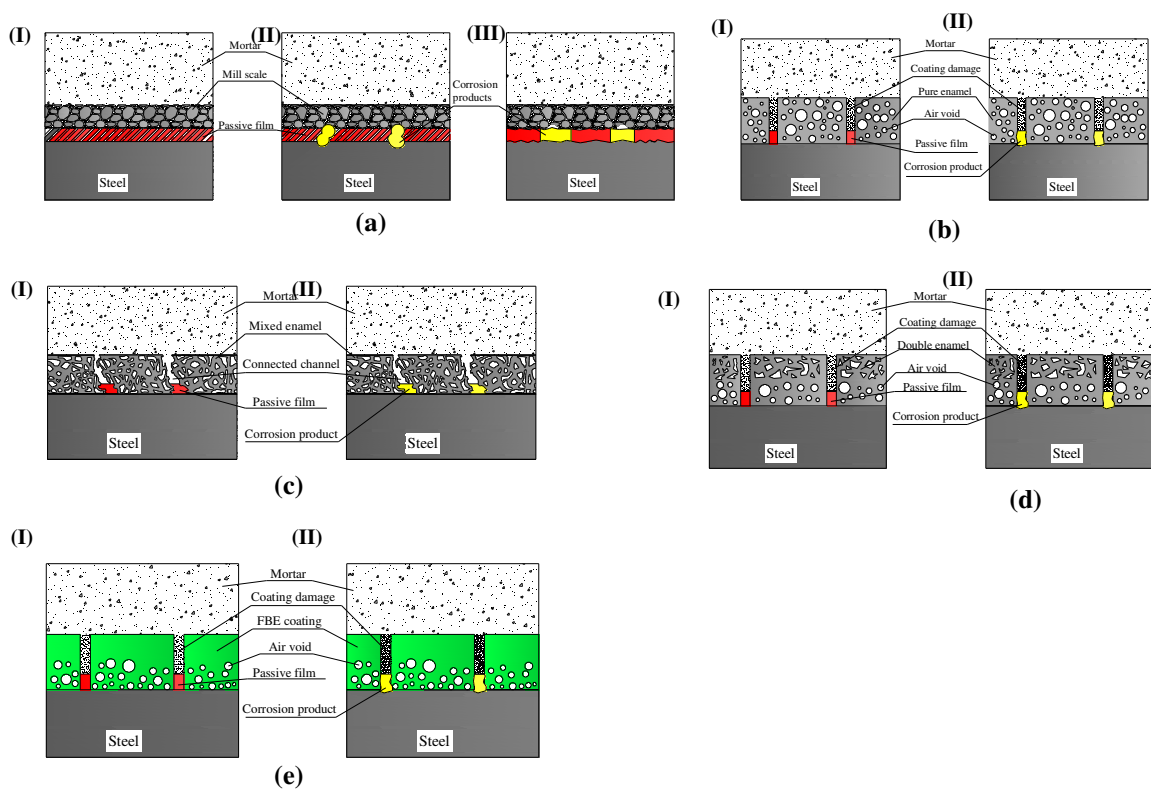 (I)
(II)
(III)
Mortar
Mill scale
Passive film
Corrosion
products
Steel
Steel
Steel
(a)
(I)
(II)
Mortar
Coating damage
Pure enamel
Air void
Passive film
Corrosion product
Steel
Steel
(b)
(I)
(II)
Mortar
Mixed enamel
Connected channel
Passive film
Corrosion product
Steel
Steel
(c)
(I)
(II)
Mortar
Coating damage
Double enamel
Air void
Passive film
Corrosion product
Steel
Steel
(d)
(I)
(II)
Mortar
Coating damage
FBE coating
Air void
Passive film
Corrosion product
Steel
Steel
(e)